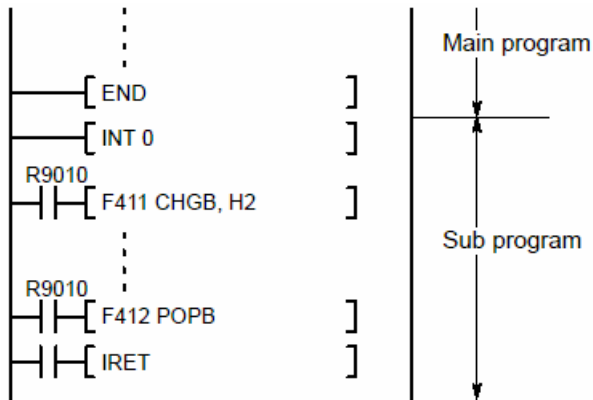 Main program
END
INT 0
R9010
F411 CHGB, H2
Sub program
R9010
F412 POPB
IRET